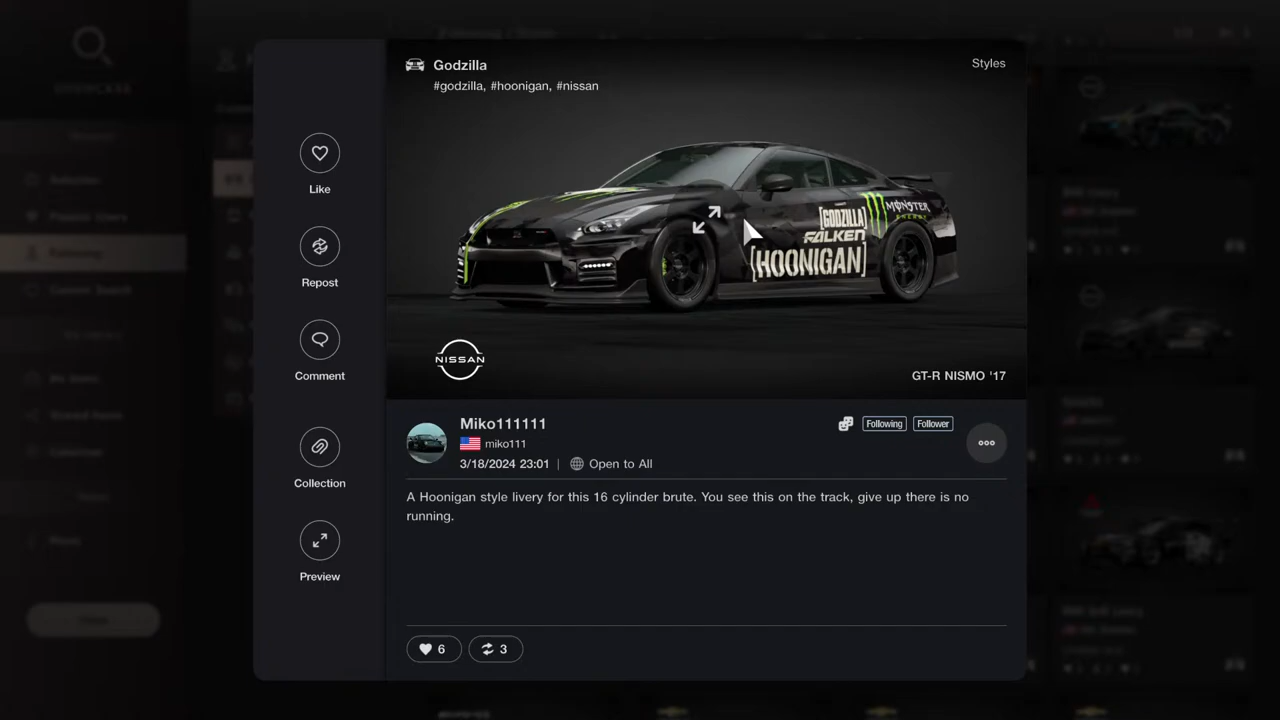 Godzilla
Styles
#godzilla, #hoonigan, #nissan
[GODZILLA]
FALKEN
[HOONIGAN]
MONSTER
ENERGY
NISSAN
GT-R NISMO '17
Like
Repost
Comment
Collection
Preview
Miko111111
Following
Follower
miko111
3/18/2024 23:01 | Open to All
A Hoonigan style livery for this 16 cylinder brute. You see this on the track, give up there is no
running.
6
3